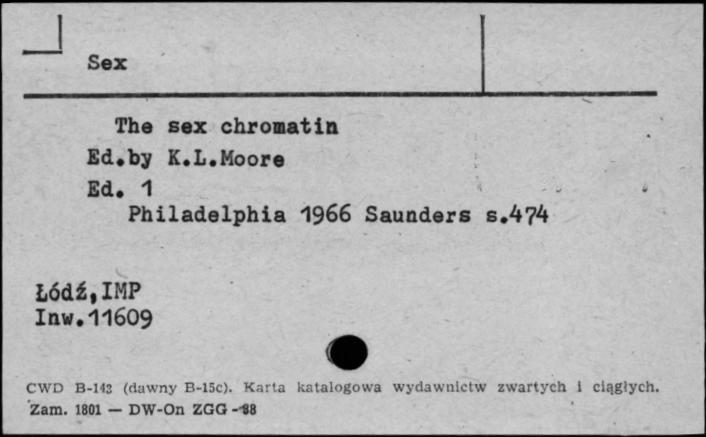 Sex
The sex chromatin
Ed.by K.L.Moore
Ed. 1
Philadelphia 1966 Saunders s.474
Łódź,IMP
Inw.11609
CWD B-143 (dawny B-15c). Karta katalogowa wydawnictw zwartych i ciągłych.
Zam. 1801 — DW-On ZGG -88